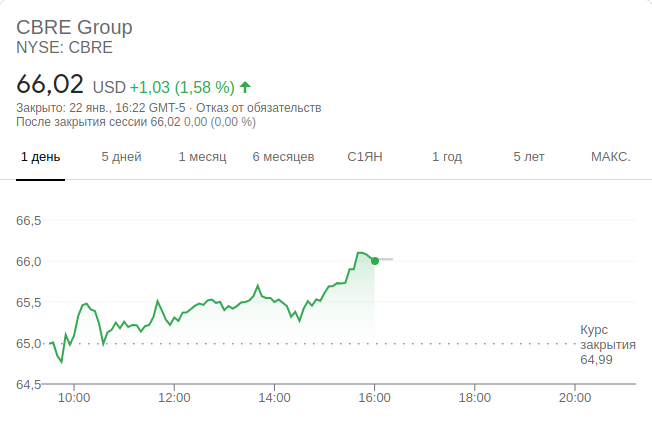 CBRE Group
NYSE: CBRE
66,02 USD +1,03 (1,58 %)
Закрыто: 22 янв., 16:22 GMT-5 · Отказ от обязательств
После закрытия сессии 66,02 0,00 (0,00 %)
1 день 5 дней 1 месяц 6 месяцев С1ЯН 1 год 5 лет МАКС.
66,5
66,0
65,5
65,0
64,5
Курс
закрытия
64,99
10:00 12:00 14:00 16:00 18:00 20:00